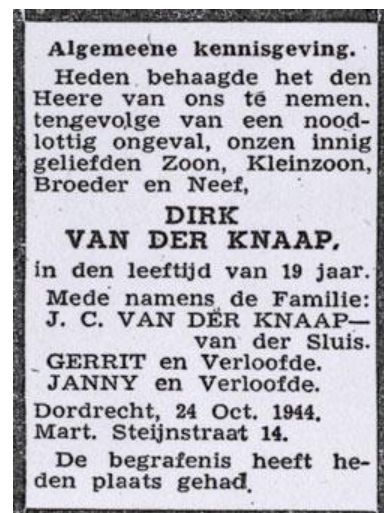 Algemeene kennisgeving.
Heden behaagde het den
Heere van ons te nemen.
tengevolge van een nood-
lottig ongeval, onzen innig
geliefden Zoon, Kleinzoon,
Broeder en Neef,
DIRK
VAN DER KNAAP.
in den leeftijd van 19 jaar.
Mede namens de Familie:
J. C. VAN DER KNAAP—
van der Sluis.
GERRIT en Verloofde.
JANNY en Verloofde.
Dordrecht, 24 Oct. 1944.
Mart. Steijnstraat 14.
De begrafenis heeft he-
den plaats gehad.